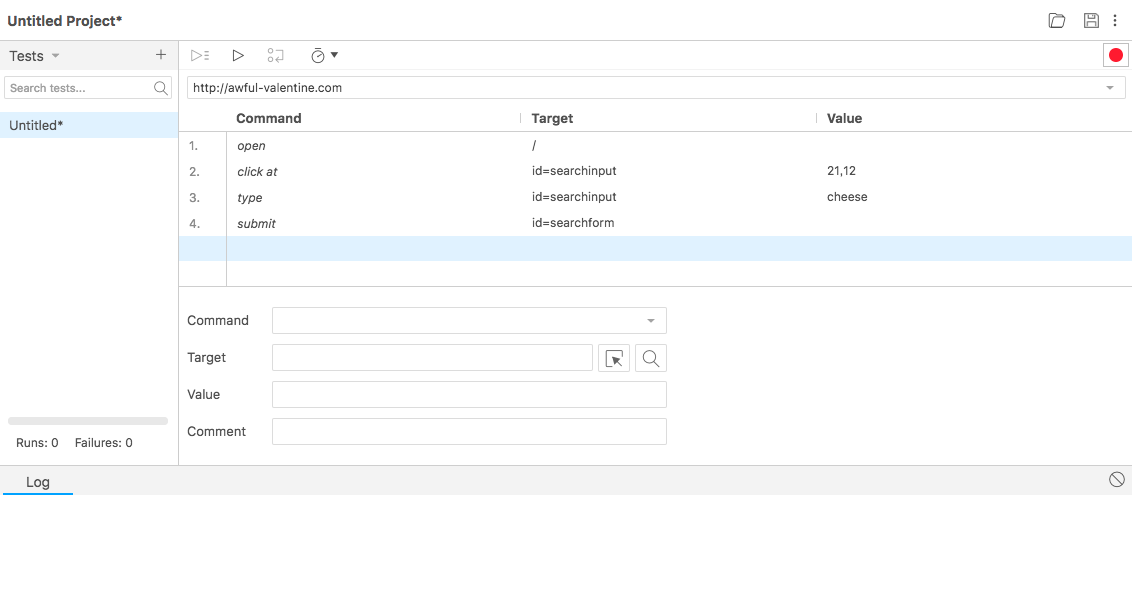 Untitled Project*
Tests
Search tests...
Untitled*
Runs: 0 Failures: 0
http://awful-valentine.com
Command Target Value
1. open /
2. click at id=searchinput 21,12
3. type id=searchinput cheese
4. submit id=searchform
Command
Target
Value
Comment
Log